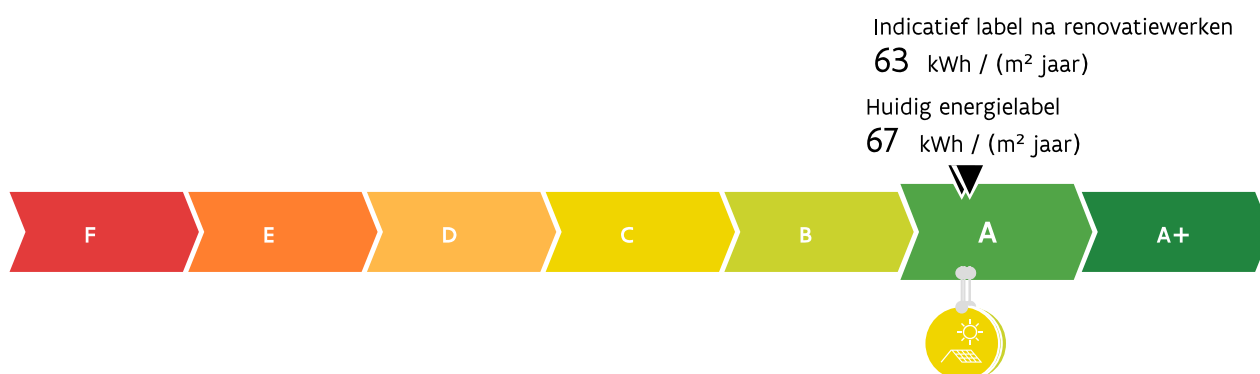 Indicatief label na renovatiewerken
63 kWh / (m² jaar)
Huidig energielabel
67 kWh / (m² jaar)
F E D C B A A+